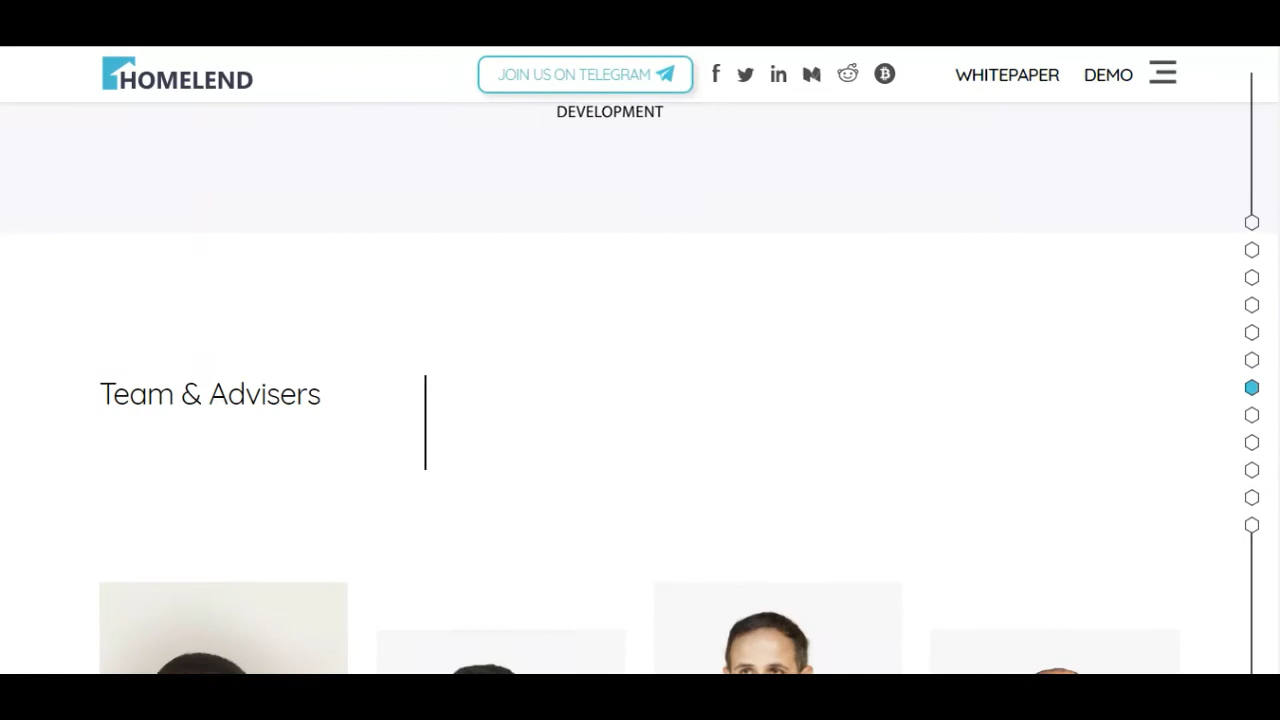 HOMELEND
JOIN US ON TELEGRAM
WHITEPAPER
DEMO
DEVELOPMENT
Team & Advisers